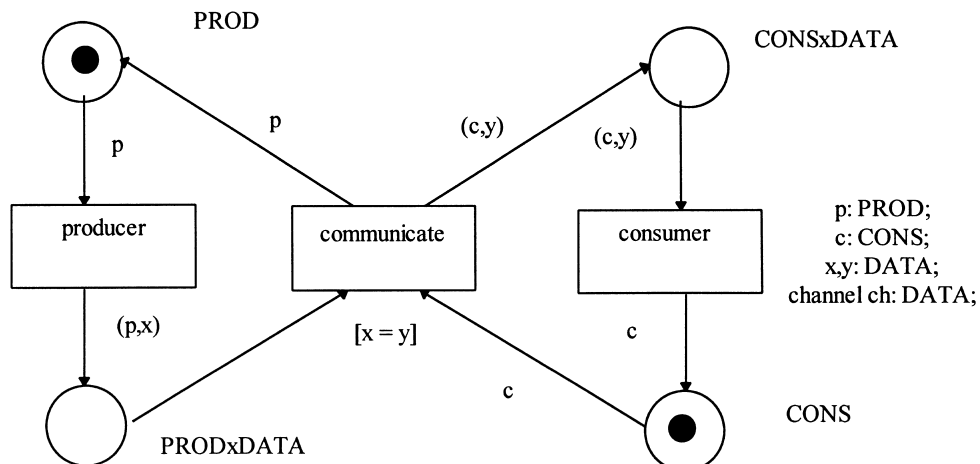 PROD
CONSxDATA
p
(c,y)
p
(c,y)
producer
communicate
consumer
p: PROD;
c: CONS;
x,y: DATA;
channel ch: DATA;
(p,x)
[x = y]
c
c
PRODxDATA
CONS